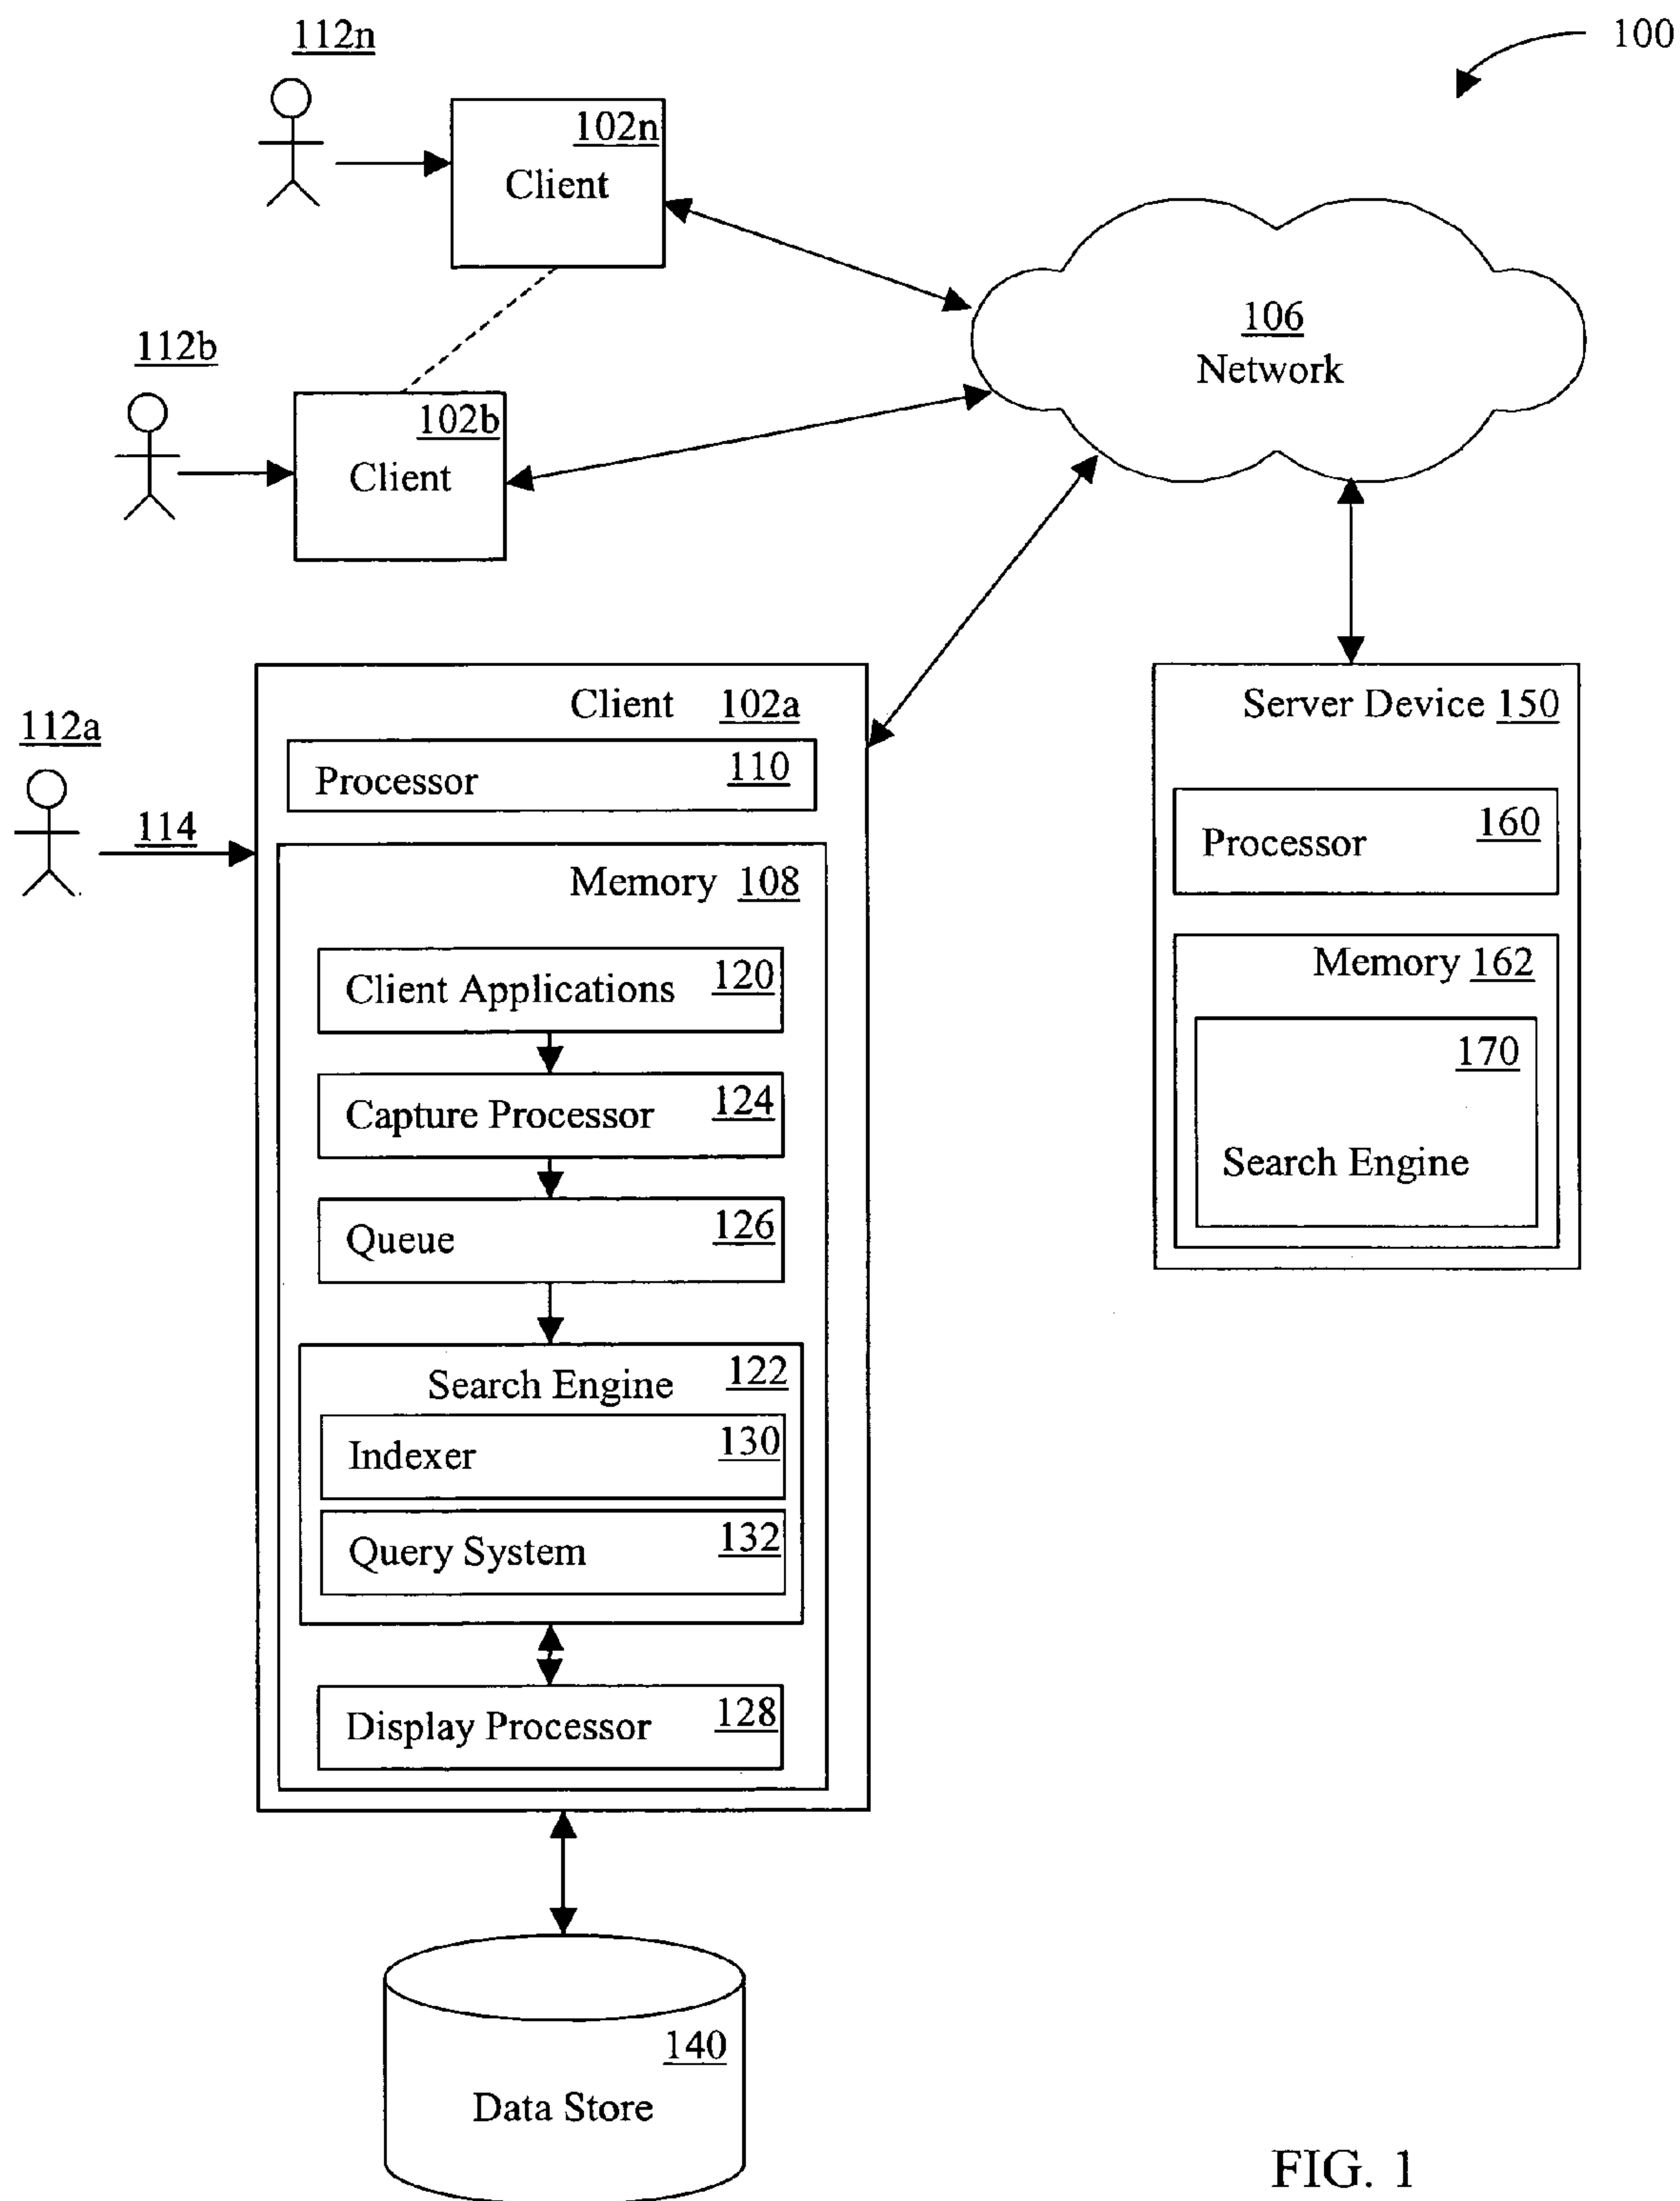 100
112n
102n
Client
106
Network
112b
102b
Client
Client 102a
112a
114
Processor 110
Memory 108
Client Applications 120
Capture Processor 124
Queue 126
Search Engine 122
Indexer 130
Query System 132
Display Processor 128
Server Device 150
Processor 160
Memory 162
170
Search Engine
140
Data Store
FIG. 1